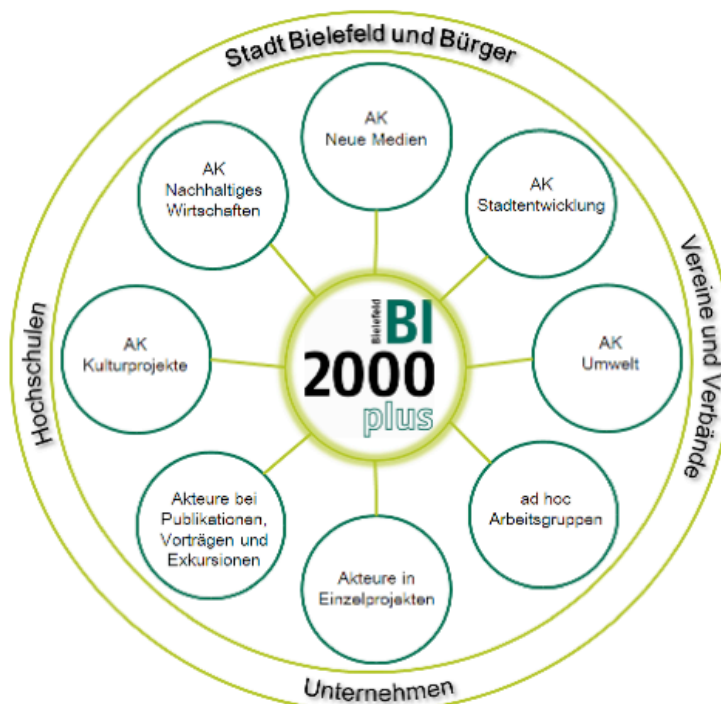 Stadt Bielefeld und Bürger
AK
Neue Medien
AK
Nachhaltiges
Wirtschaften
AK
Stadtentwicklung
Hochschulen
AK
Kulturprojekte
Bielefeld
BI
2000
plus
AK
Umwelt
Vereine und Verbände
Akteure bei
Publikationen,
Vorträgen und
Exkursionen
ad hoc
Arbeitsgruppen
Akteure in
Einzelprojekten
Unternehmen